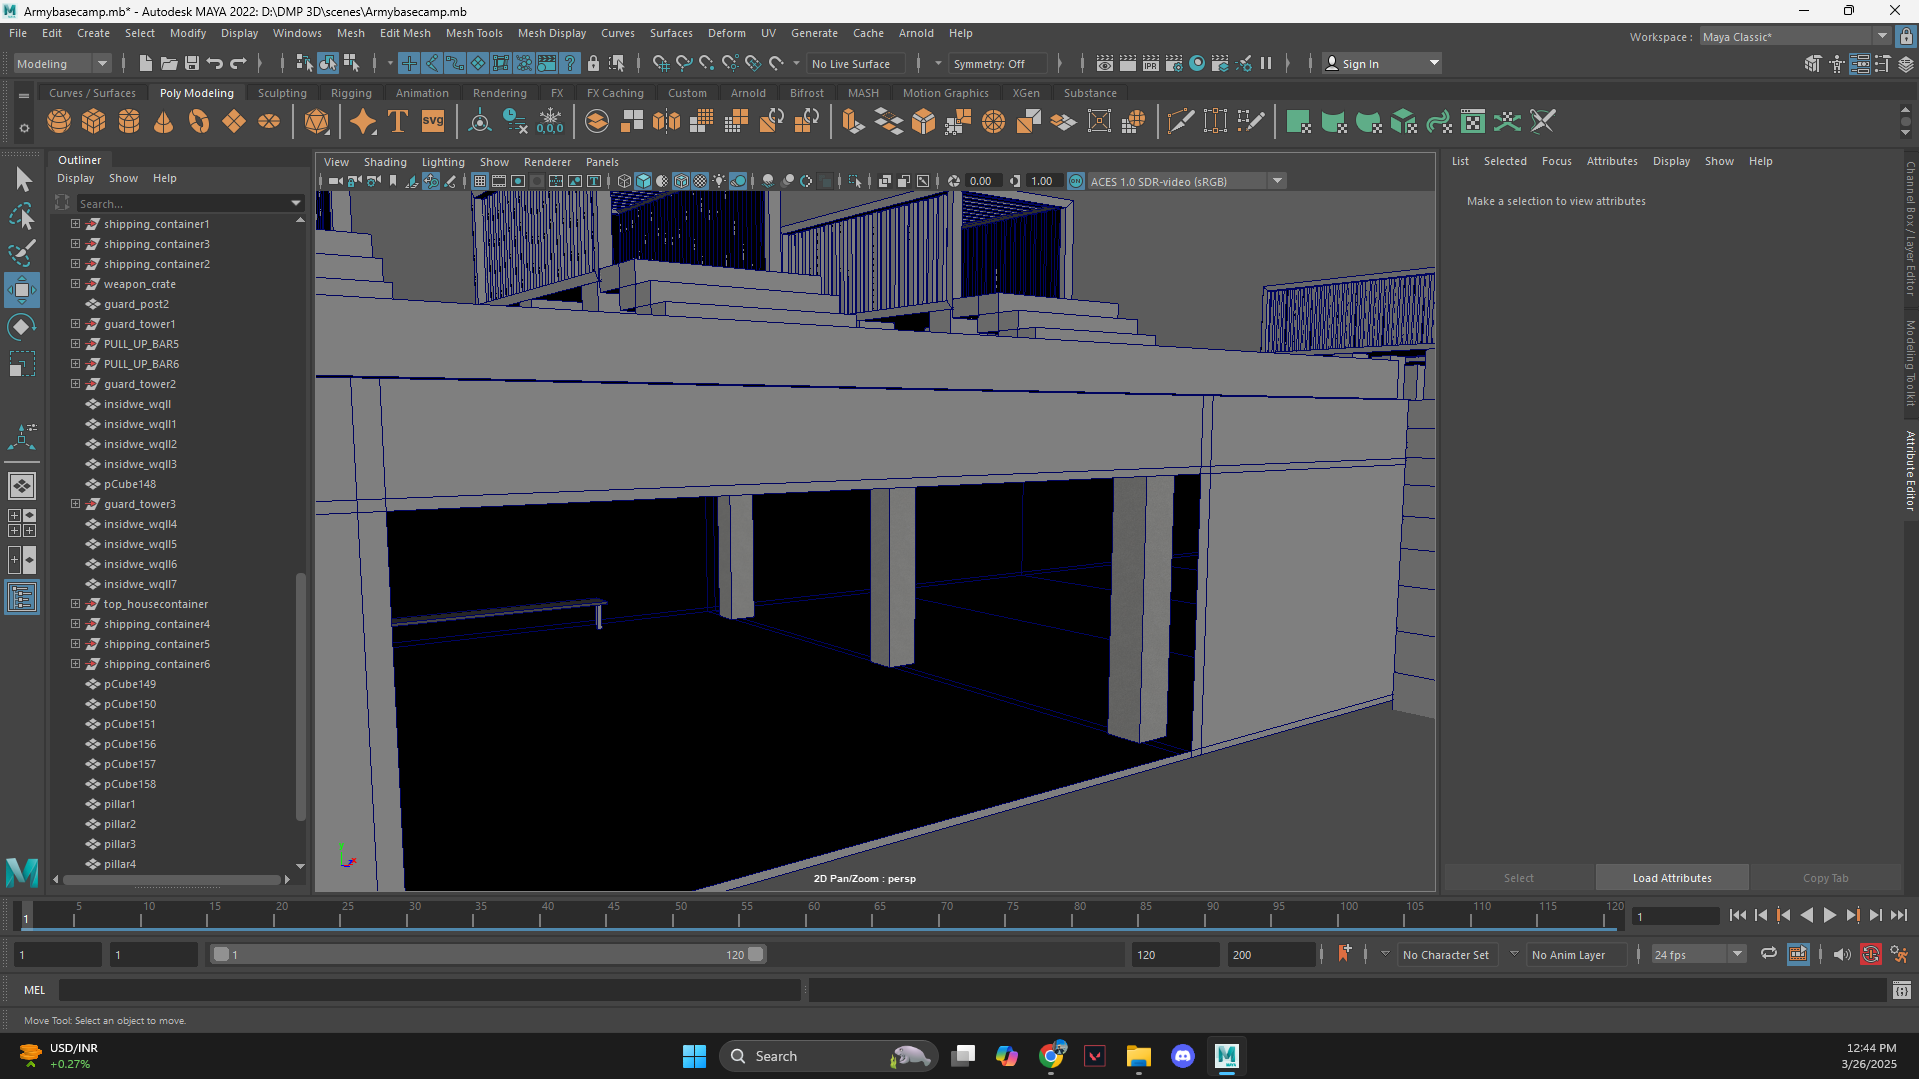 Armybasecamp.mb* - Autodesk MAYA 2022: D:\DMP 3D\scenes\Armybasecamp.mb
File Edit Create Select Modify Display Windows Mesh Edit Mesh Mesh Tools Mesh Display Curves Surfaces Deform UV Generate Cache Arnold Help
Workspace : Maya Classic*
Modeling
No Live Surface
Symmetry: Off
Sign In
Curves / Surfaces Poly Modeling Sculpting Rigging Animation Rendering FX FX Caching Custom Arnold Bifrost MASH Motion Graphics XGen Substance
svg
0,0,0
Outliner
Display Show Help
Search...
shipping_container1
shipping_container3
shipping_container2
weapon_crate
guard_post2
guard_tower1
PULL_UP_BAR5
PULL_UP_BAR6
guard_tower2
insidwe_wqll
insidwe_wqll1
insidwe_wqll2
insidwe_wqll3
pCube148
guard_tower3
insidwe_wqll4
insidwe_wqll5
insidwe_wqll6
insidwe_wqll7
top_housecontainer
shipping_container4
shipping_container5
shipping_container6
pCube149
pCube150
pCube151
pCube156
pCube157
pCube158
pillar1
pillar2
pillar3
pillar4
View Shading Lighting Show Renderer Panels
0.00
1.00
ACES 1.0 SDR-video (sRGB)
2D Pan/Zoom : persp
List Selected Focus Attributes Display Show Help
Make a selection to view attributes
Select
Load Attributes
Copy Tab
Channel Box / Layer Editor
Modeling Toolkit
Attribute Editor
1
5 10 15 20 25 30 35 40 45 50 55 60 65 70 75 80 85 90 95 100 105 110 115 120
1
1
1
1
120
120
200
No Character Set
No Anim Layer
24 fps
MEL
Move Tool: Select an object to move.
USD/INR
+0.27%
Search
12:44 PM
3/26/2025